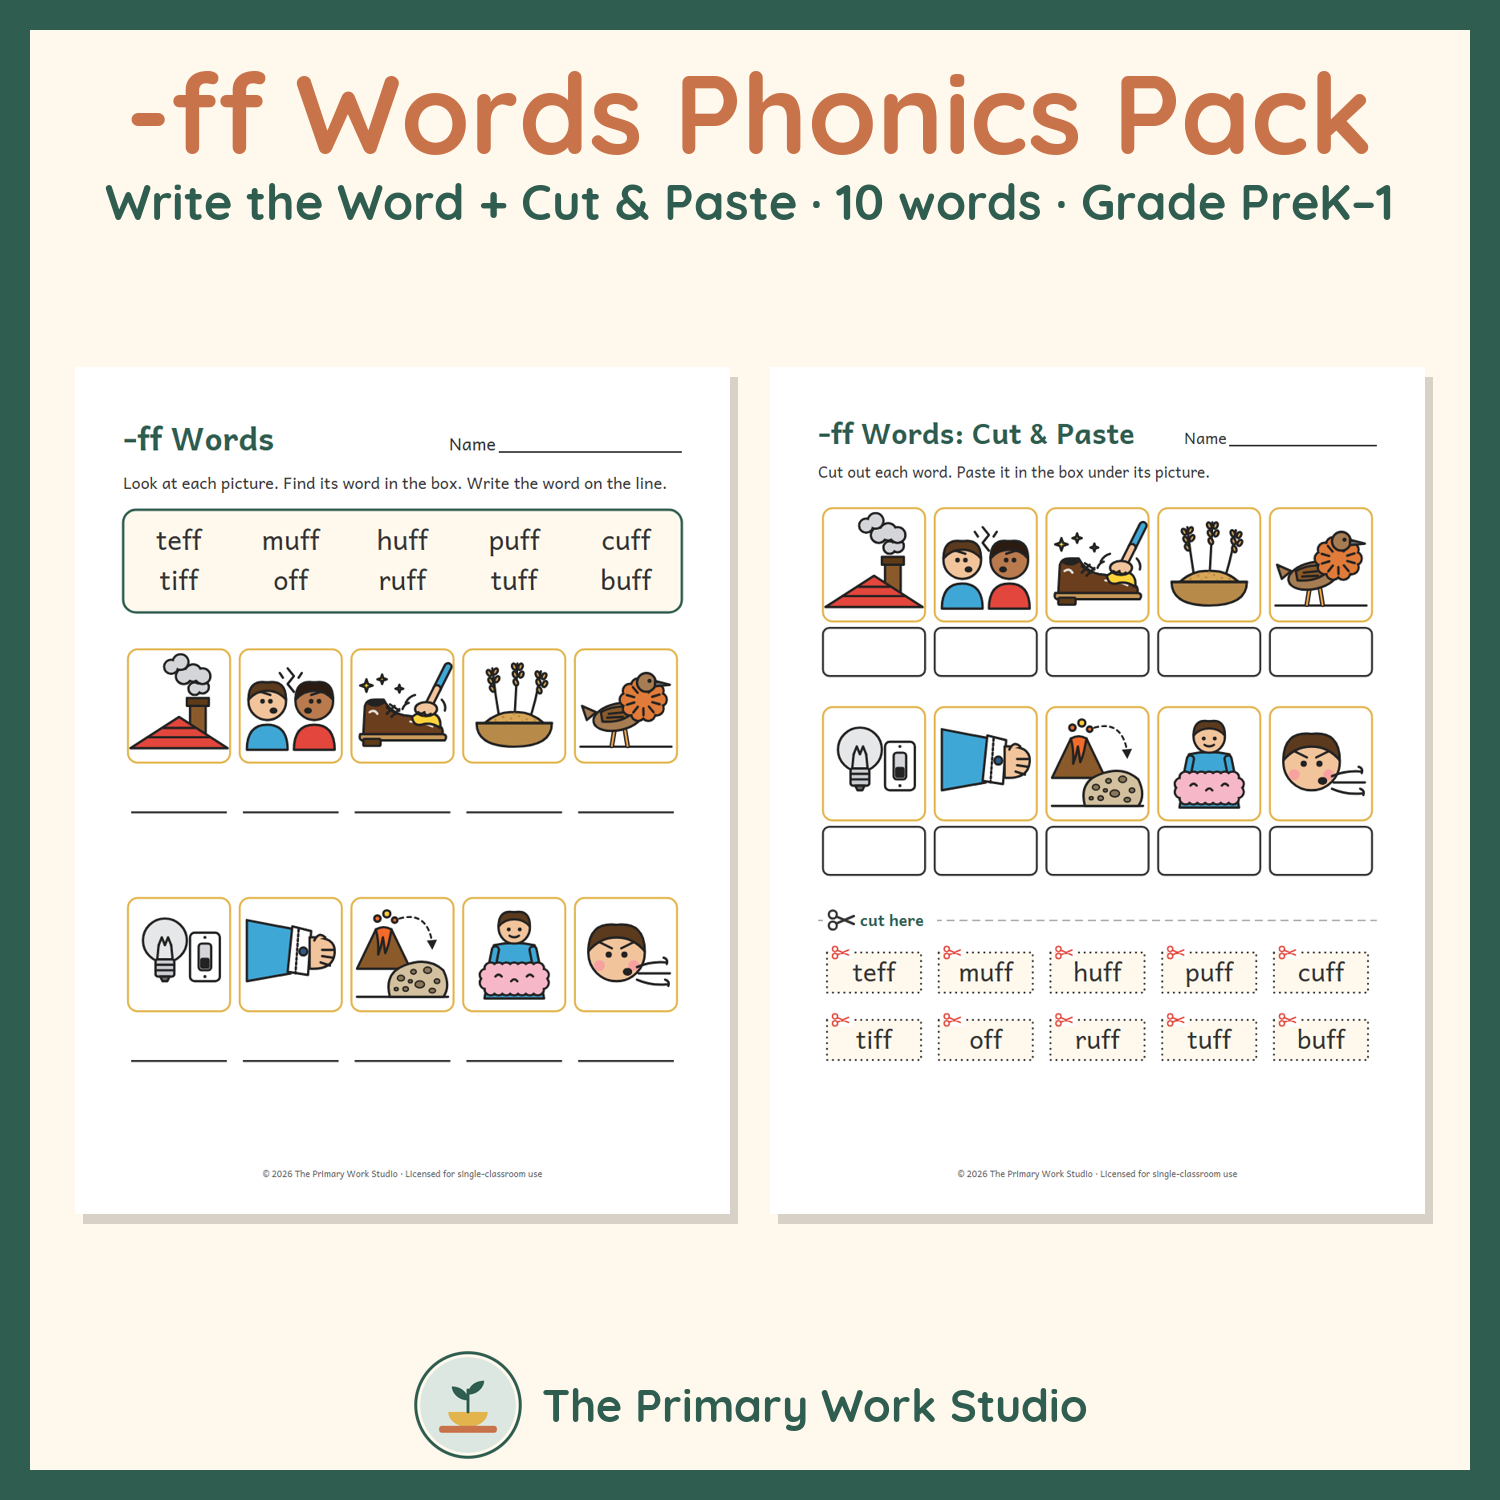 -ff Words Phonics Pack
Write the Word + Cut & Paste · 10 words · Grade PreK–1
-ff Words
Name
Look at each picture. Find its word in the box. Write the word on the line.
teff muff huff puff cuff
tiff off ruff tuff buff
© 2026 The Primary Work Studio · Licensed for single-classroom use
-ff Words: Cut & Paste
Name
Cut out each word. Paste it in the box under its picture.
cut here
teff muff huff puff cuff
tiff off ruff tuff buff
© 2026 The Primary Work Studio · Licensed for single-classroom use
The Primary Work Studio